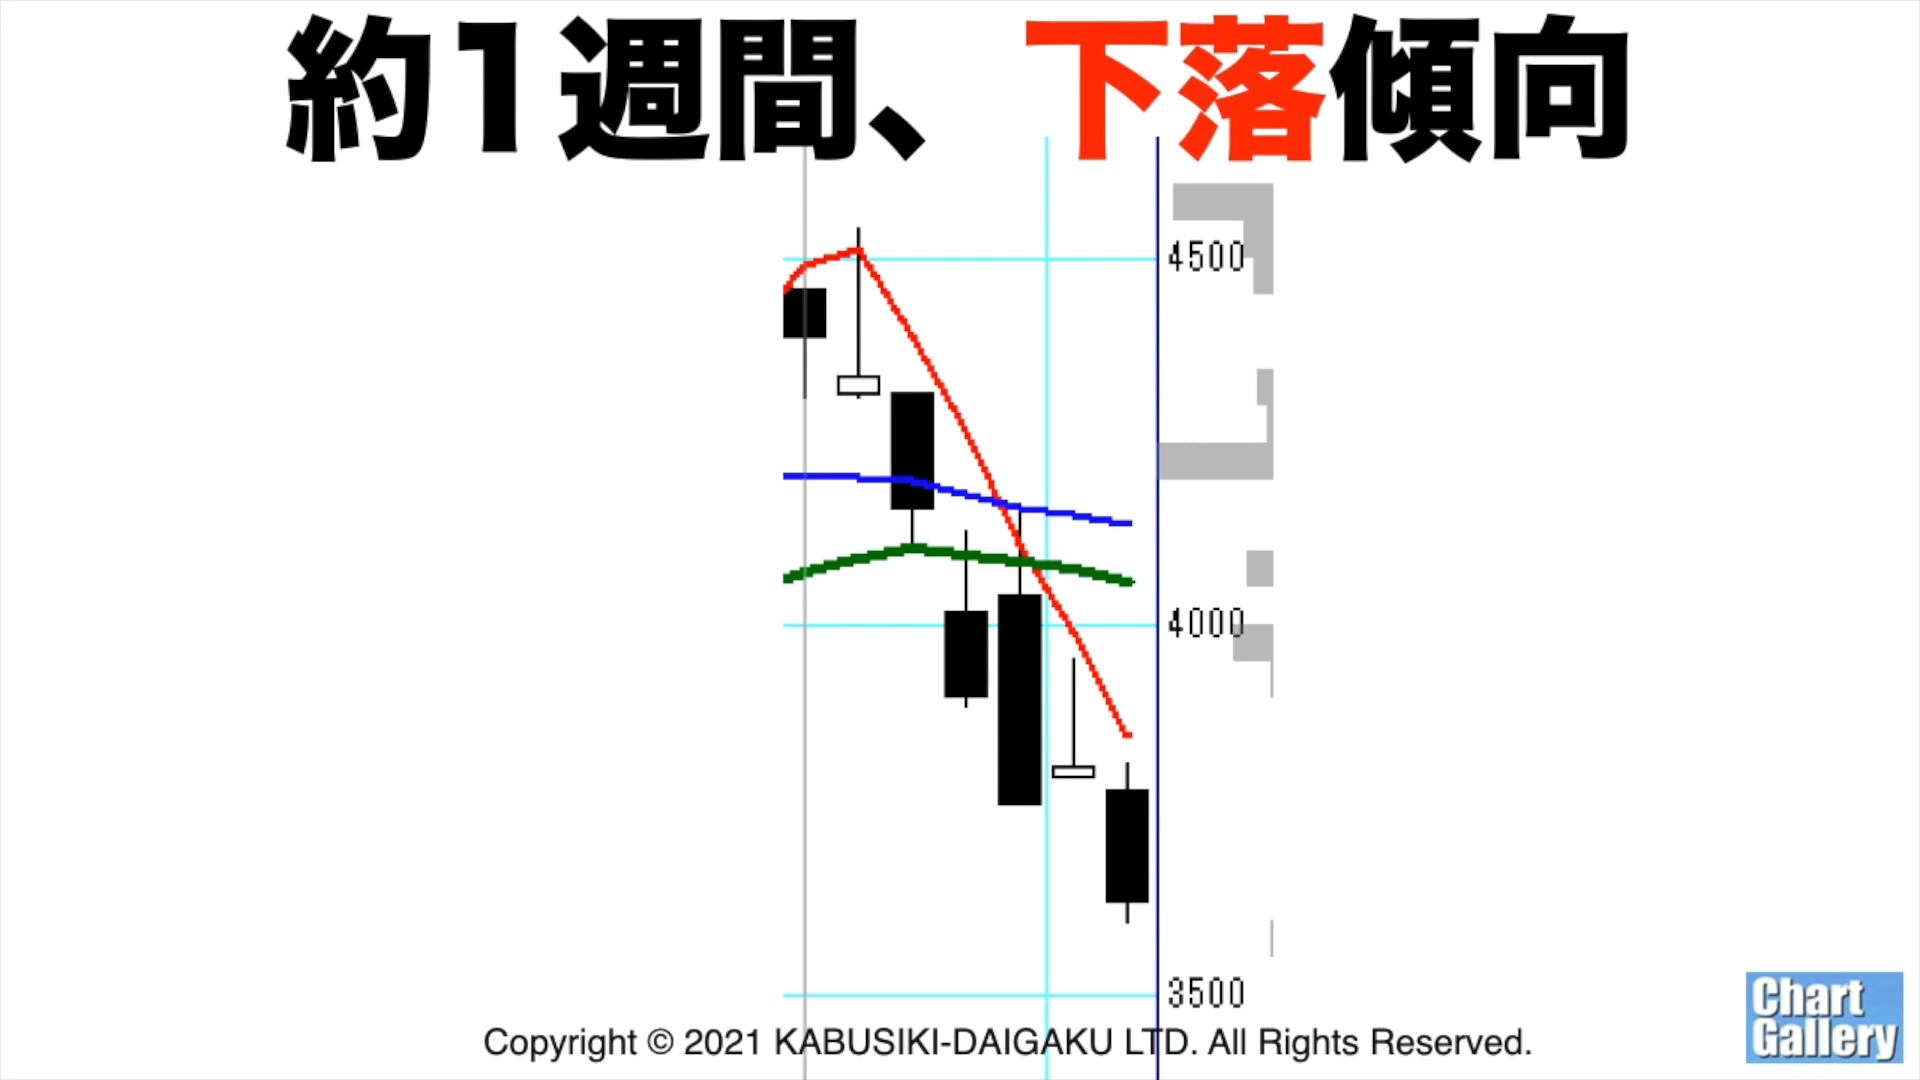 約1週間、下落傾向
4500
4000
3500
Copyright © 2021 KABUSIKI-DAIGAKU LTD. All Rights Reserved.
Chart
Gallery